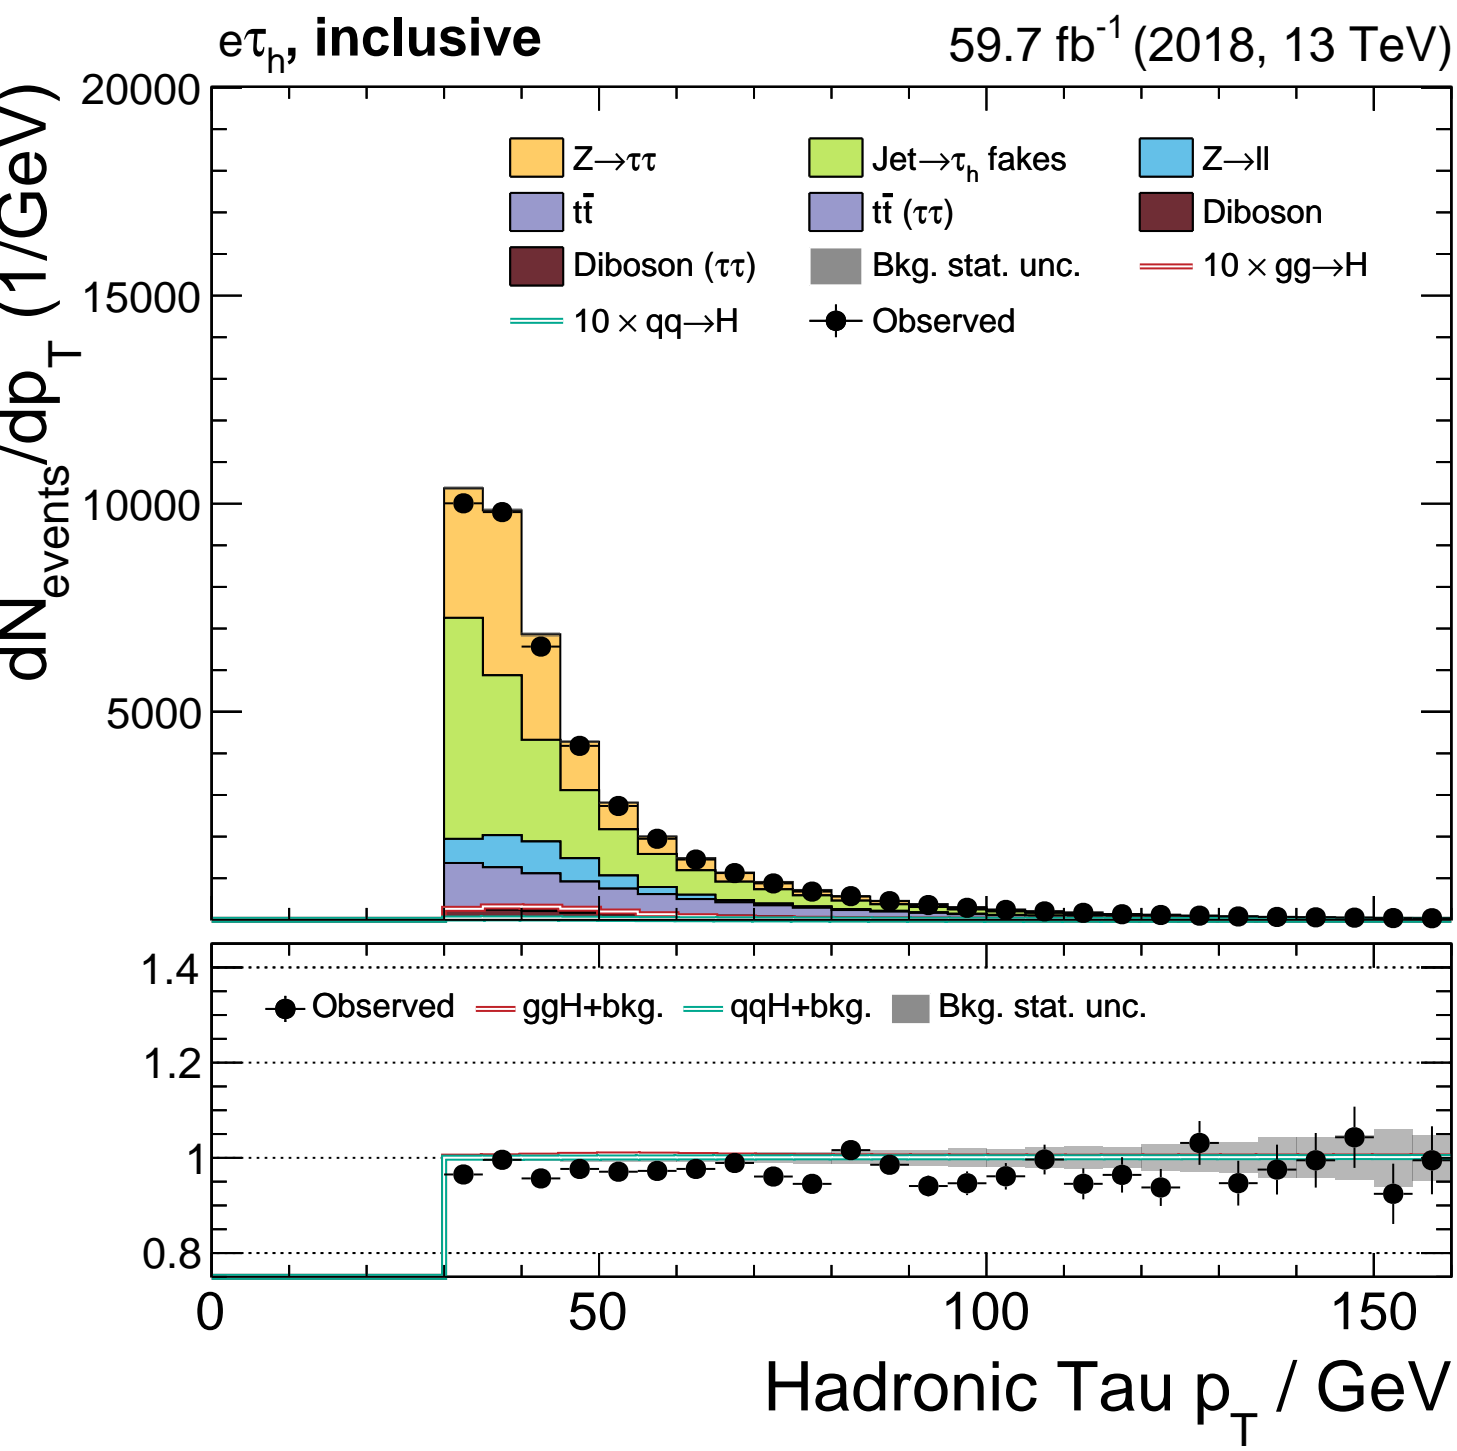 eτh, inclusive 59.7 fb-1 (2018, 13 TeV)
dNevents/dpT (1/GeV)
20000
15000
10000
5000
Z→ττ Jet→τh fakes Z→ll
tt̄ tt̄ (ττ) Diboson
Diboson (ττ) Bkg. stat. unc. 10 × gg→H
10 × qq→H Observed
1.4
1.2
1
0.8
Observed ggH+bkg. qqH+bkg. Bkg. stat. unc.
0 50 100 150
Hadronic Tau pT / GeV